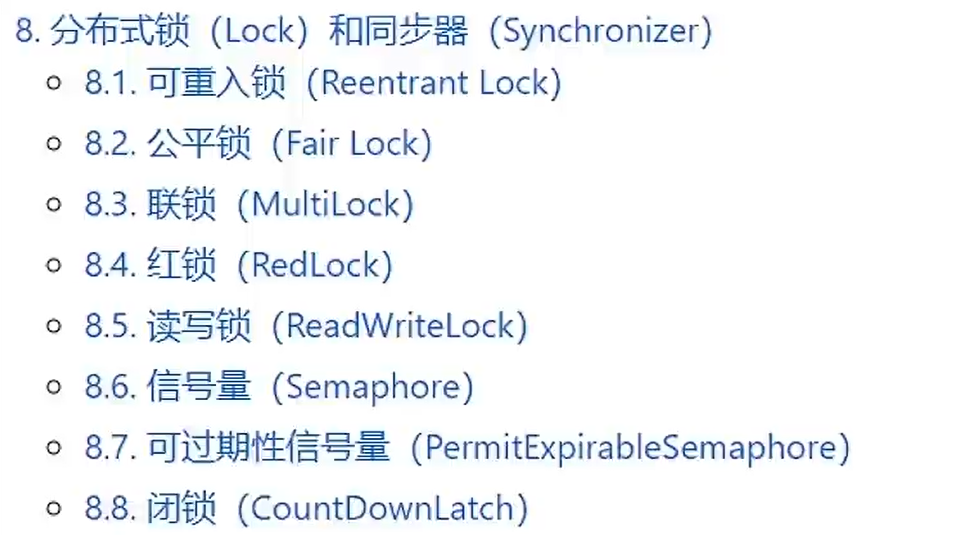 8. 分布式锁（Lock）和同步器（Synchronizer）
8.1. 可重入锁（Reentrant Lock）
8.2. 公平锁（Fair Lock）
8.3. 联锁（MultiLock）
8.4. 红锁（RedLock）
8.5. 读写锁（ReadWriteLock）
8.6. 信号量（Semaphore）
8.7. 可过期性信号量（PermitExpirableSemaphore）
8.8. 闭锁（CountDownLatch）